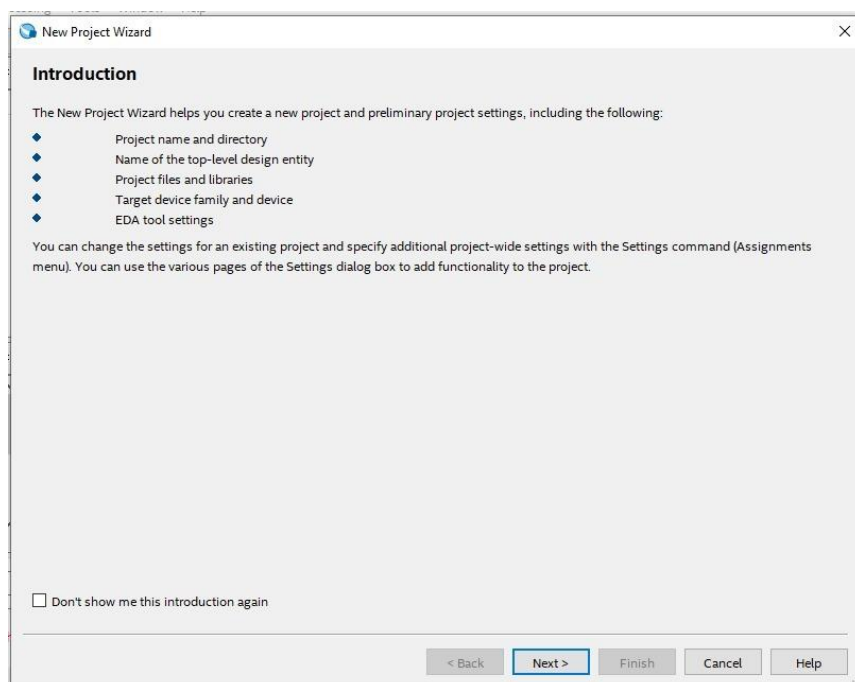 New Project Wizard
Introduction
The New Project Wizard helps you create a new project and preliminary project settings, including the following:
Project name and directory
Name of the top-level design entity
Project files and libraries
Target device family and device
EDA tool settings
You can change the settings for an existing project and specify additional project-wide settings with the Settings command (Assignments
menu). You can use the various pages of the Settings dialog box to add functionality to the project.
Don't show me this introduction again
< Back Next > Finish Cancel Help